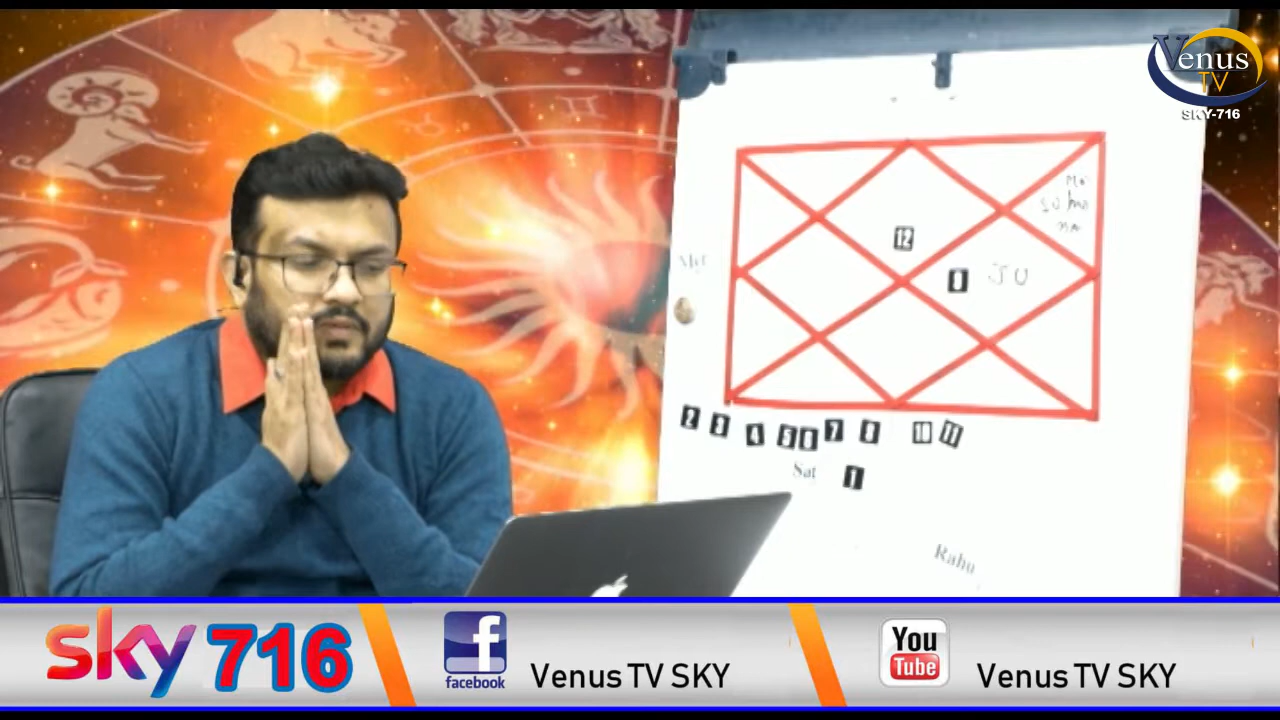 Venus
TV
SKY-716
12
JU
2 3 4 5 6 7 8 10 11
Sat 1
Rahu
sky 716
facebook
Venus TV SKY
You
Tube
Venus TV SKY